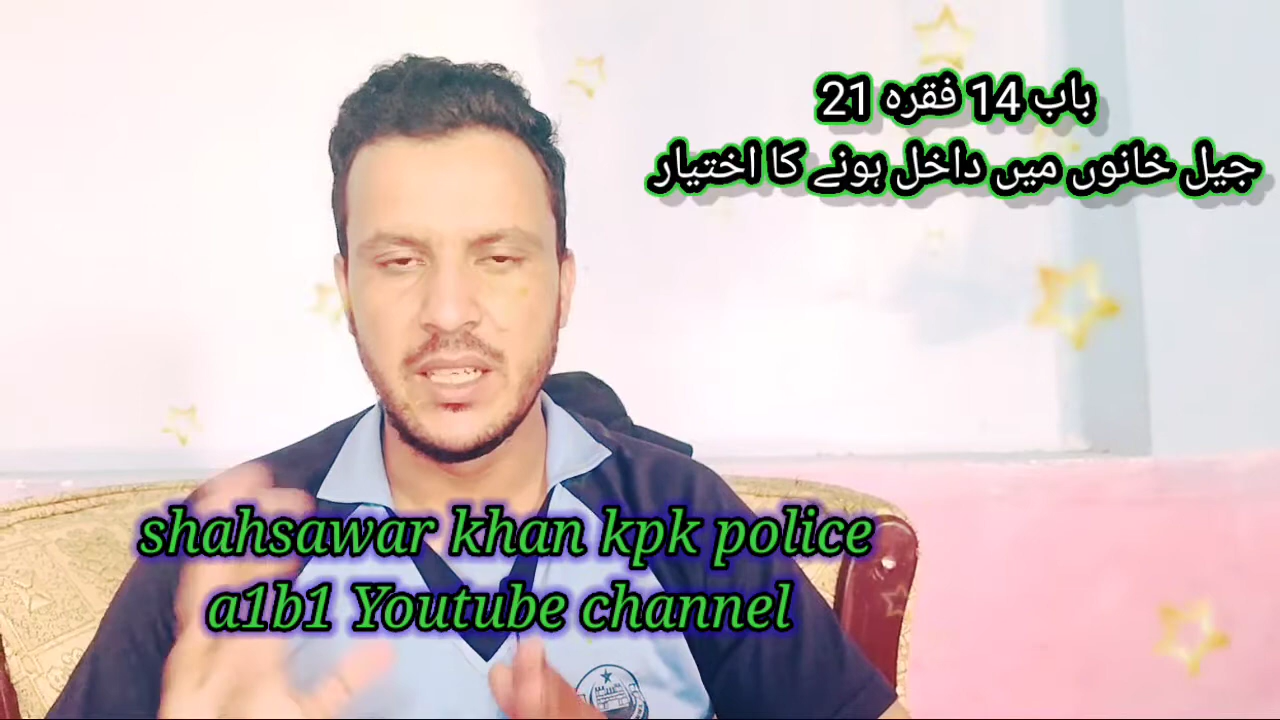 باب 14 فقرہ 21
جیل خانوں میں داخل ہونے کا اختیار
shahsawar khan kpk police
a1b1 Youtube channel